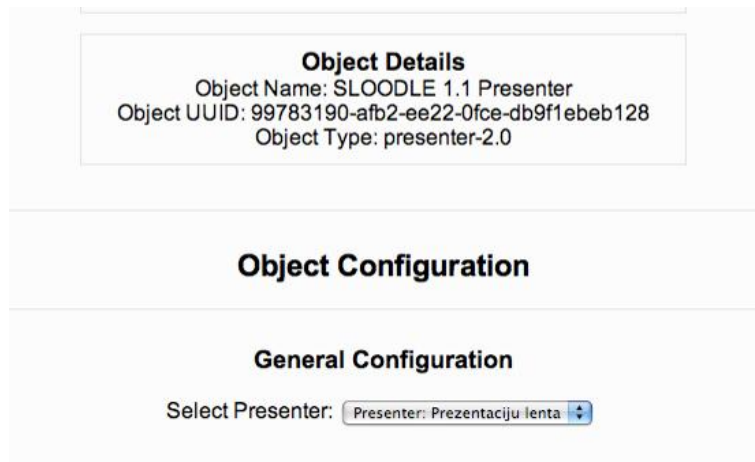 Object Details
Object Name: SLOODLE 1.1 Presenter
Object UUID: 99783190-afb2-ee22-0fce-db9f1ebeb128
Object Type: presenter-2.0
Object Configuration
General Configuration
Select Presenter: Presenter: Prezentaciju lenta